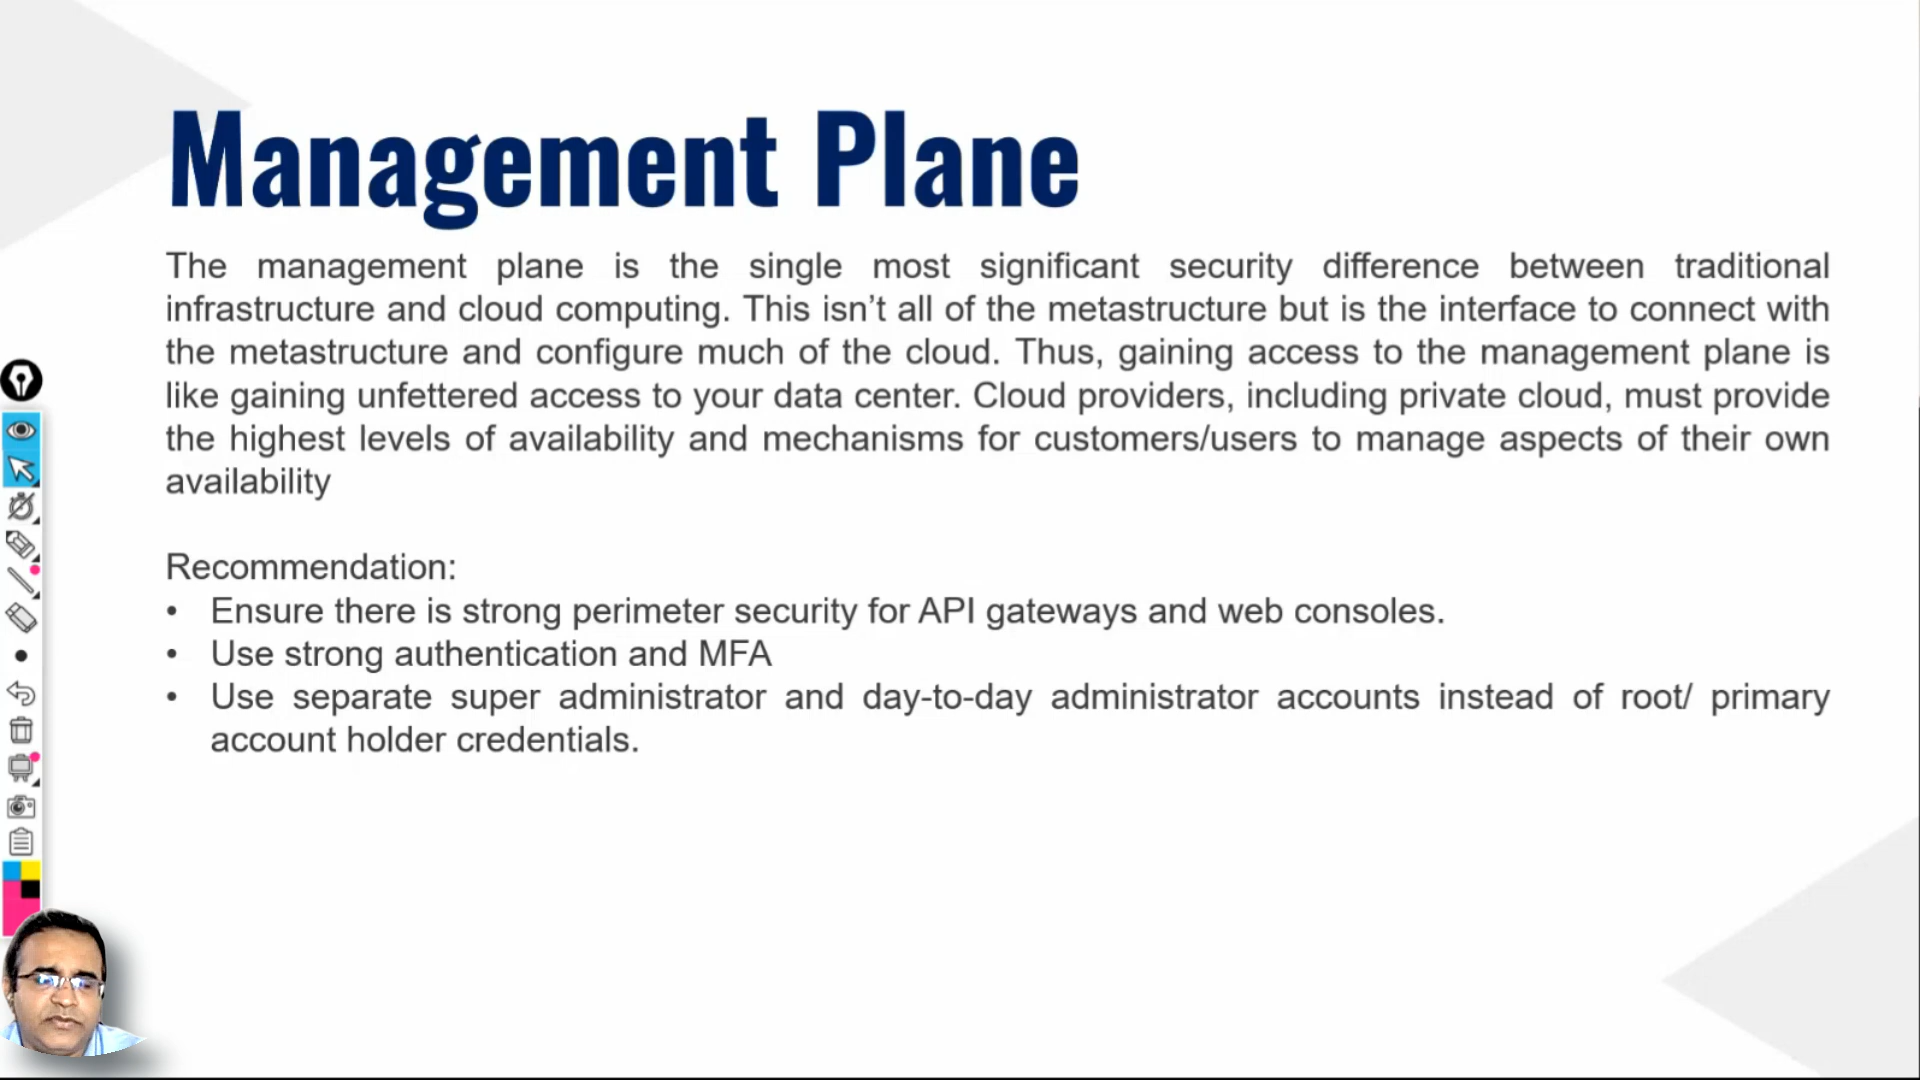 Management Plane
The management plane is the single most significant security difference between traditional
infrastructure and cloud computing. This isn’t all of the metastructure but is the interface to connect with
the metastructure and configure much of the cloud. Thus, gaining access to the management plane is
like gaining unfettered access to your data center. Cloud providers, including private cloud, must provide
the highest levels of availability and mechanisms for customers/users to manage aspects of their own
availability
Recommendation:
• Ensure there is strong perimeter security for API gateways and web consoles.
• Use strong authentication and MFA
• Use separate super administrator and day-to-day administrator accounts instead of root/ primary
account holder credentials.